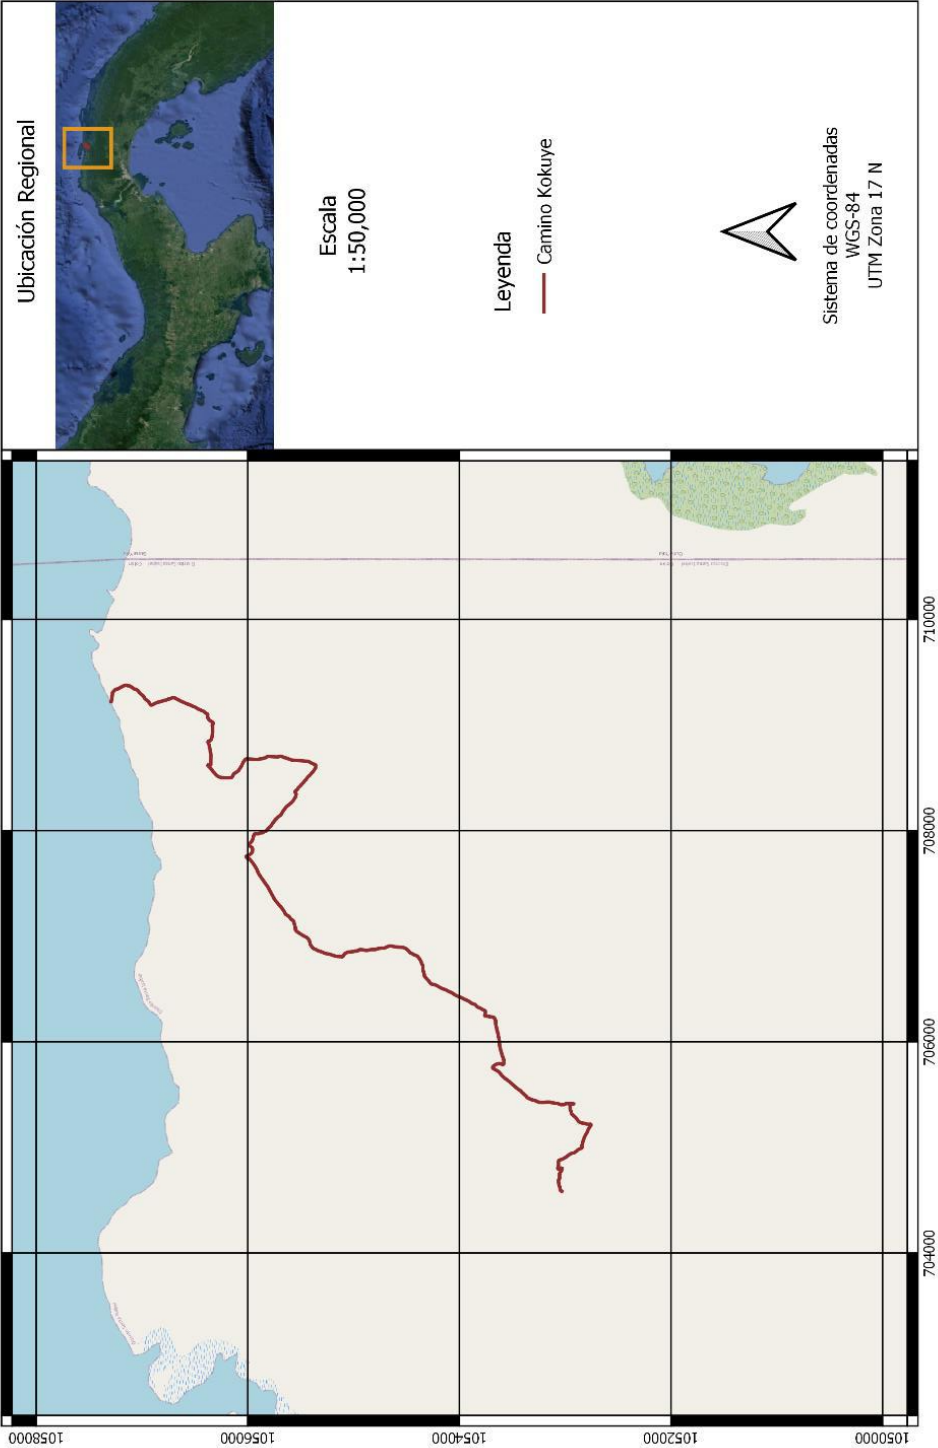 Ubicación Regional
Escala
1:50,000
Leyenda
Camino Kokuye
Sistema de coordenadas
WGS-84
UTM Zona 17 N
1058000
1056000
1054000
1052000
1050000
704000
706000
708000
710000